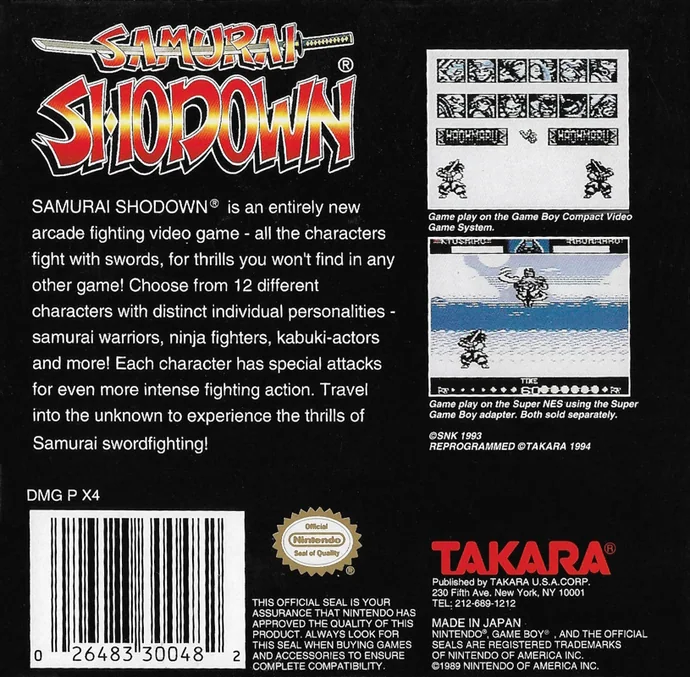 SAMURAI
SHODOWN®
SAMURAI SHODOWN® is an entirely new
arcade fighting video game - all the characters
fight with swords, for thrills you won't find in any
other game! Choose from 12 different
characters with distinct individual personalities -
samurai warriors, ninja fighters, kabuki-actors
and more! Each character has special attacks
for even more intense fighting action. Travel
into the unknown to experience the thrills of
Samurai swordfighting!
HAOHMARU VS HAOHMARU
Game play on the Game Boy Compact Video
Game System.
KYOSHIRO HAOHMARU
TIME
60
Game play on the Super NES using the Super
Game Boy adapter. Both sold separately.
©SNK 1993
REPROGRAMMED ©TAKARA 1994
DMG P X4
0 26483 30048 2
Official
Nintendo
Seal of Quality
®
THIS OFFICIAL SEAL IS YOUR
ASSURANCE THAT NINTENDO HAS
APPROVED THE QUALITY OF THIS
PRODUCT. ALWAYS LOOK FOR
THIS SEAL WHEN BUYING GAMES
AND ACCESSORIES TO ENSURE
COMPLETE COMPATIBILITY.
TAKARA®
Published by TAKARA U.S.A.CORP.
230 Fifth Ave. New York, NY 10001
TEL: 212-689-1212
MADE IN JAPAN
NINTENDO®, GAME BOY® , AND THE OFFICIAL
SEALS ARE REGISTERED TRADEMARKS
OF NINTENDO OF AMERICA INC.
©1989 NINTENDO OF AMERICA INC.